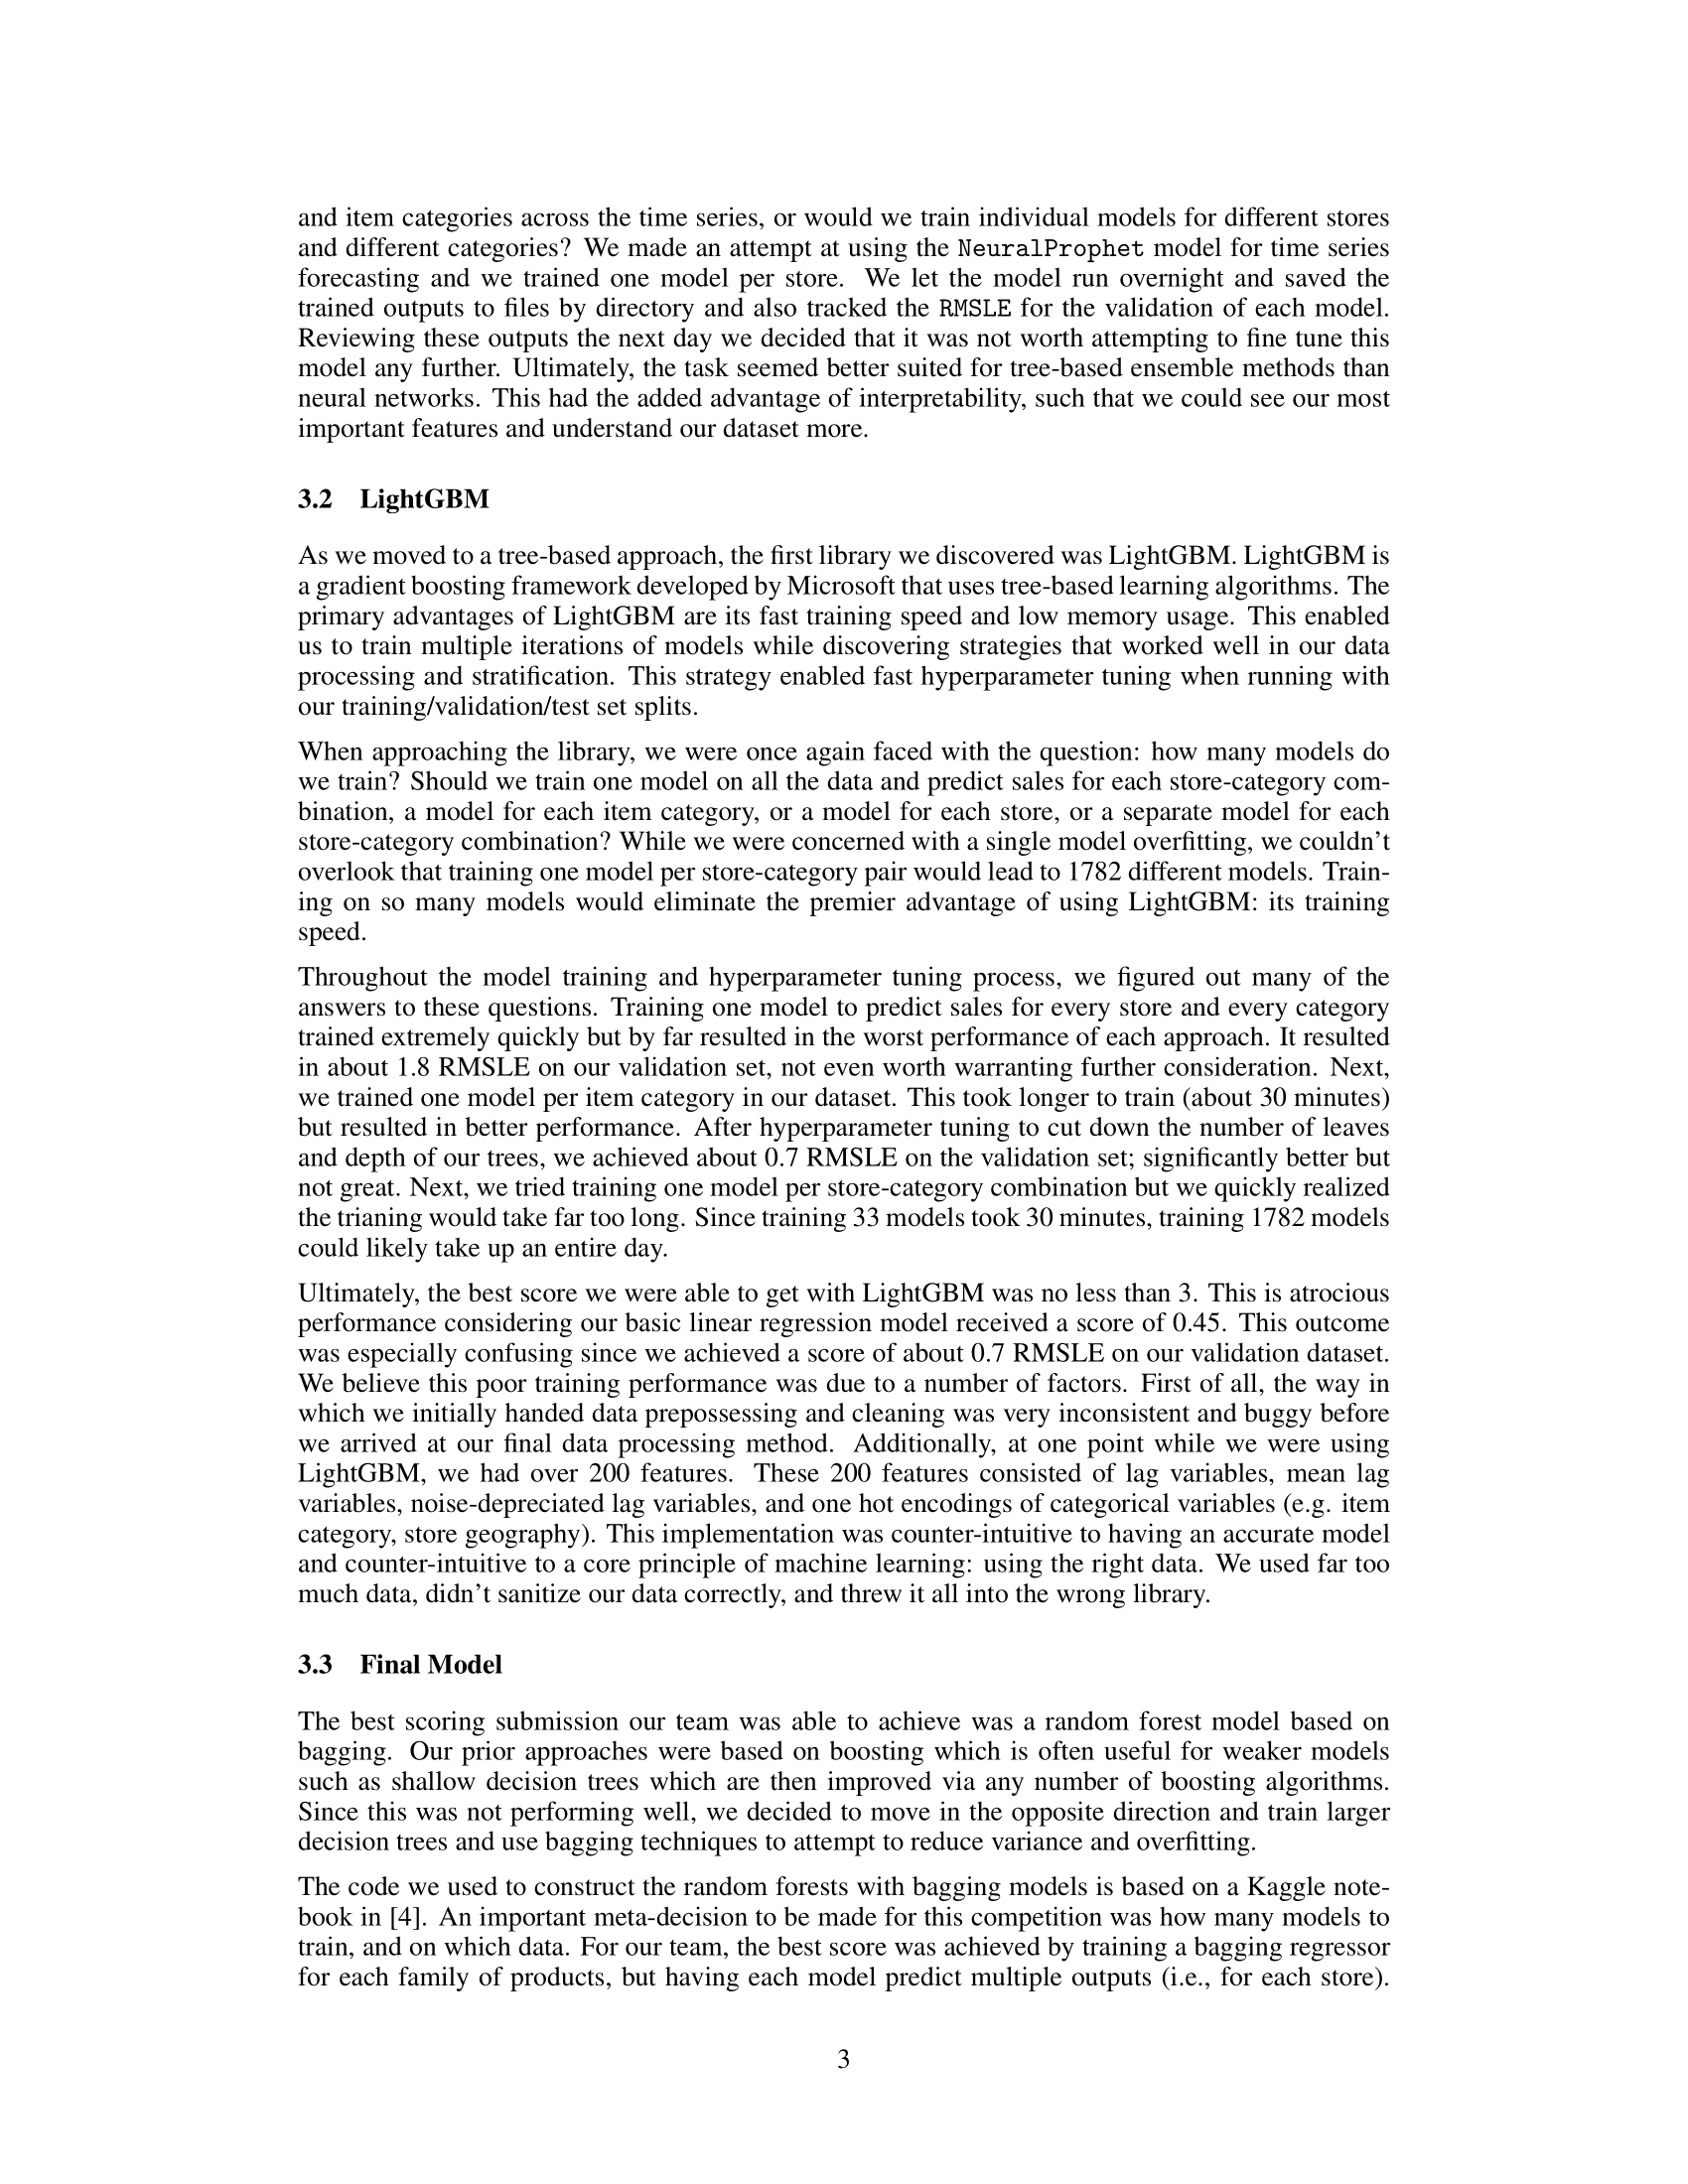 and item categories across the time series, or would we train individual models for different stores
and different categories? We made an attempt at using the NeuralProphet model for time series
forecasting and we trained one model per store. We let the model run overnight and saved the
trained outputs to files by directory and also tracked the RMSLE for the validation of each model.
Reviewing these outputs the next day we decided that it was not worth attempting to fine tune this
model any further. Ultimately, the task seemed better suited for tree-based ensemble methods than
neural networks. This had the added advantage of interpretability, such that we could see our most
important features and understand our dataset more.
3.2 LightGBM
As we moved to a tree-based approach, the first library we discovered was LightGBM. LightGBM is
a gradient boosting framework developed by Microsoft that uses tree-based learning algorithms. The
primary advantages of LightGBM are its fast training speed and low memory usage. This enabled
us to train multiple iterations of models while discovering strategies that worked well in our data
processing and stratification. This strategy enabled fast hyperparameter tuning when running with
our training/validation/test set splits.
When approaching the library, we were once again faced with the question: how many models do
we train? Should we train one model on all the data and predict sales for each store-category com-
bination, a model for each item category, or a model for each store, or a separate model for each
store-category combination? While we were concerned with a single model overfitting, we couldn't
overlook that training one model per store-category pair would lead to 1782 different models. Train-
ing on so many models would eliminate the premier advantage of using LightGBM: its training
speed.
Throughout the model training and hyperparameter tuning process, we figured out many of the
answers to these questions. Training one model to predict sales for every store and every category
trained extremely quickly but by far resulted in the worst performance of each approach. It resulted
in about 1.8 RMSLE on our validation set, not even worth warranting further consideration. Next,
we trained one model per item category in our dataset. This took longer to train (about 30 minutes)
but resulted in better performance. After hyperparameter tuning to cut down the number of leaves
and depth of our trees, we achieved about 0.7 RMSLE on the validation set; significantly better but
not great. Next, we tried training one model per store-category combination but we quickly realized
the trianing would take far too long. Since training 33 models took 30 minutes, training 1782 models
could likely take up an entire day.
Ultimately, the best score we were able to get with LightGBM was no less than 3. This is atrocious
performance considering our basic linear regression model received a score of 0.45. This outcome
was especially confusing since we achieved a score of about 0.7 RMSLE on our validation dataset.
We believe this poor training performance was due to a number of factors. First of all, the way in
which we initially handed data prepossessing and cleaning was very inconsistent and buggy before
we arrived at our final data processing method. Additionally, at one point while we were using
LightGBM, we had over 200 features. These 200 features consisted of lag variables, mean lag
variables, noise-depreciated lag variables, and one hot encodings of categorical variables (e.g. item
category, store geography). This implementation was counter-intuitive to having an accurate model
and counter-intuitive to a core principle of machine learning: using the right data. We used far too
much data, didn't sanitize our data correctly, and threw it all into the wrong library.
3.3 Final Model
The best scoring submission our team was able to achieve was a random forest model based on
bagging. Our prior approaches were based on boosting which is often useful for weaker models
such as shallow decision trees which are then improved via any number of boosting algorithms.
Since this was not performing well, we decided to move in the opposite direction and train larger
decision trees and use bagging techniques to attempt to reduce variance and overfitting.
The code we used to construct the random forests with bagging models is based on a Kaggle note-
book in [4]. An important meta-decision to be made for this competition was how many models to
train, and on which data. For our team, the best score was achieved by training a bagging regressor
for each family of products, but having each model predict multiple outputs (i.e., for each store).
3